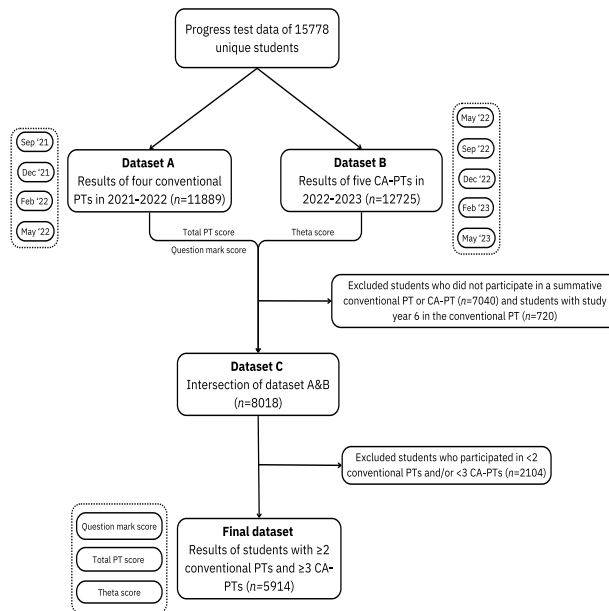 Progress test data of 15778
unique students
Sep '21
Dec '21
Feb '22
May '22
Dataset A
Results of four conventional
PTs in 2021-2022 (n=11889)
Dataset B
Results of five CA-PTs in
2022-2023 (n=12725)
May '22
Sep '22
Dec '22
Feb '23
May '23
Total PT score
Question mark score
Theta score
Excluded students who did not participate in a summative
conventional PT or CA-PT (n=7040) and students with study
year 6 in the conventional PT (n=720)
Dataset C
Intersection of dataset A&B
(n=8018)
Excluded students who participated in <2
conventional PTs and/or <3 CA-PTs (n=2104)
Question mark score
Total PT score
Theta score
Final dataset
Results of students with ≥2
conventional PTs and ≥3 CA-
PTs (n=5914)